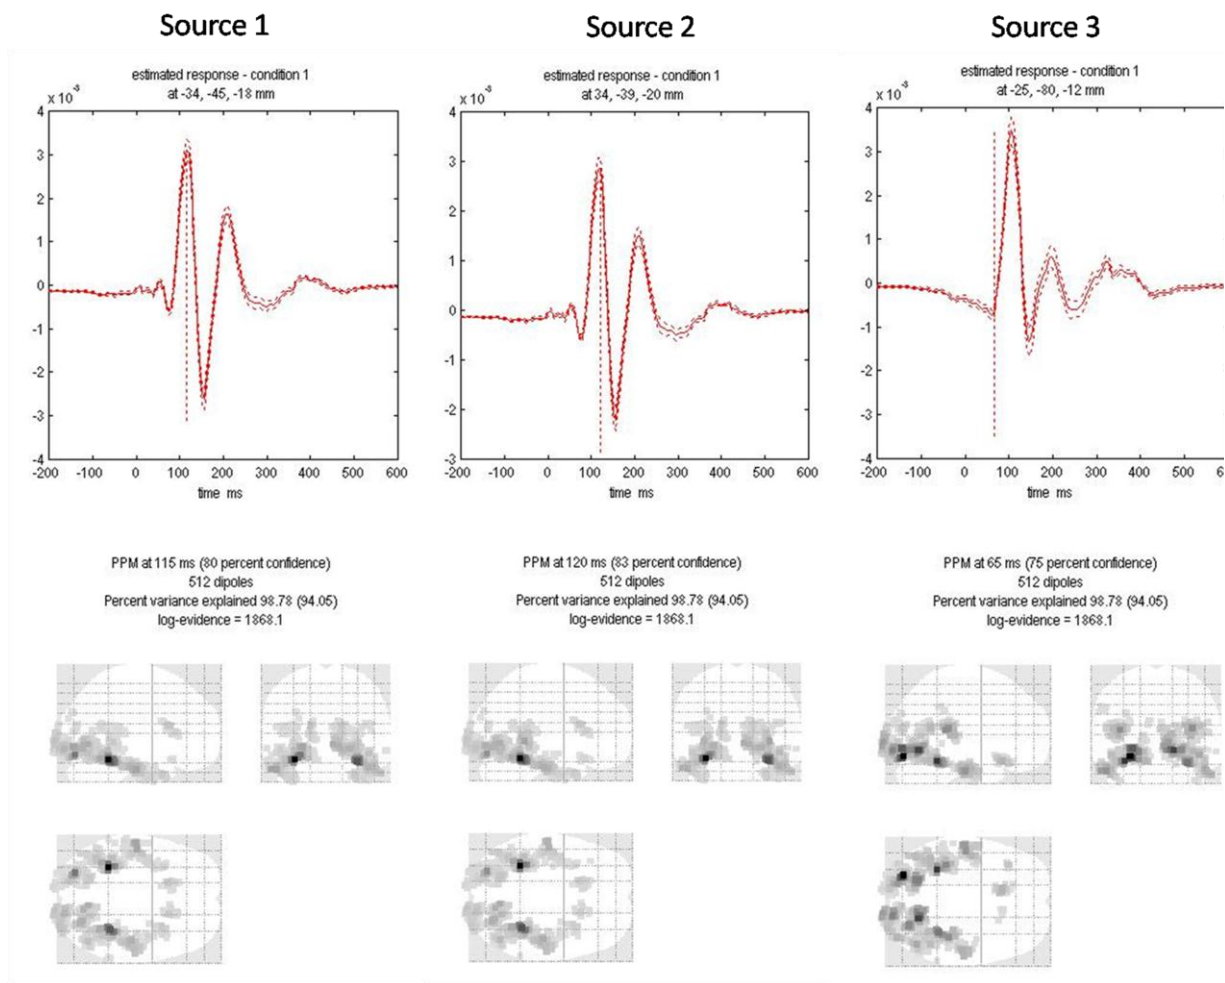 Source 1
estimated response - condition 1
at -34, -45, -18 mm
x 10⁻³
4
3
2
1
0
-1
-2
-3
-4
-200 -100 0 100 200 300 400 500 600
time ms
PPM at 115 ms (80 percent confidence)
512 dipoles
Percent variance explained 98.78 (94.05)
log-evidence = 1868.1
Source 2
estimated response - condition 1
at 34, -39, -20 mm
x 10⁻³
4
3
2
1
0
-1
-2
-3
-200 -100 0 100 200 300 400 500 600
time ms
PPM at 120 ms (83 percent confidence)
512 dipoles
Percent variance explained 98.78 (94.05)
log-evidence = 1868.1
Source 3
estimated response - condition 1
at -25, -80, -12 mm
x 10⁻³
4
3
2
1
0
-1
-2
-3
-4
-200 -100 0 100 200 300 400 500
time ms
PPM at 65 ms (75 percent confidence)
512 dipoles
Percent variance explained 98.78 (94.05)
log-evidence = 1868.1